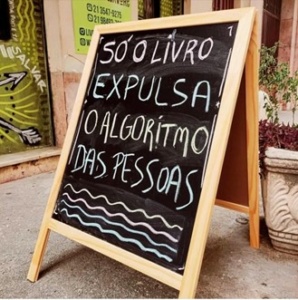 SÓ O LIVRO
EXPULSA
O ALGORITMO
DAS PESSOAS